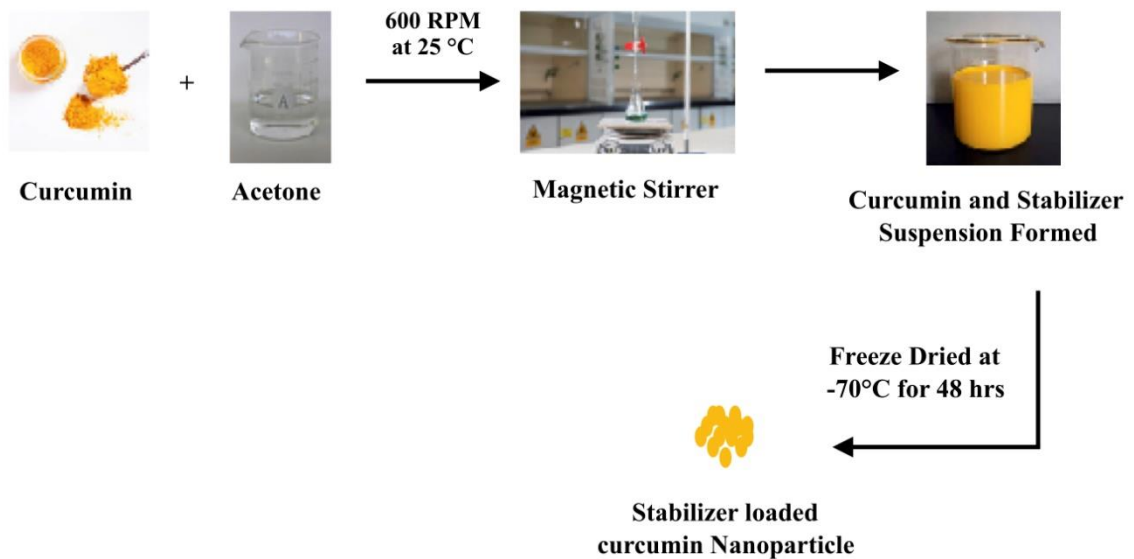 600 RPM
at 25 °C
+
A
Curcumin
Acetone
Magnetic Stirrer
Curcumin and Stabilizer
Suspension Formed
Freeze Dried at
-70°C for 48 hrs
Stabilizer loaded
curcumin Nanoparticle